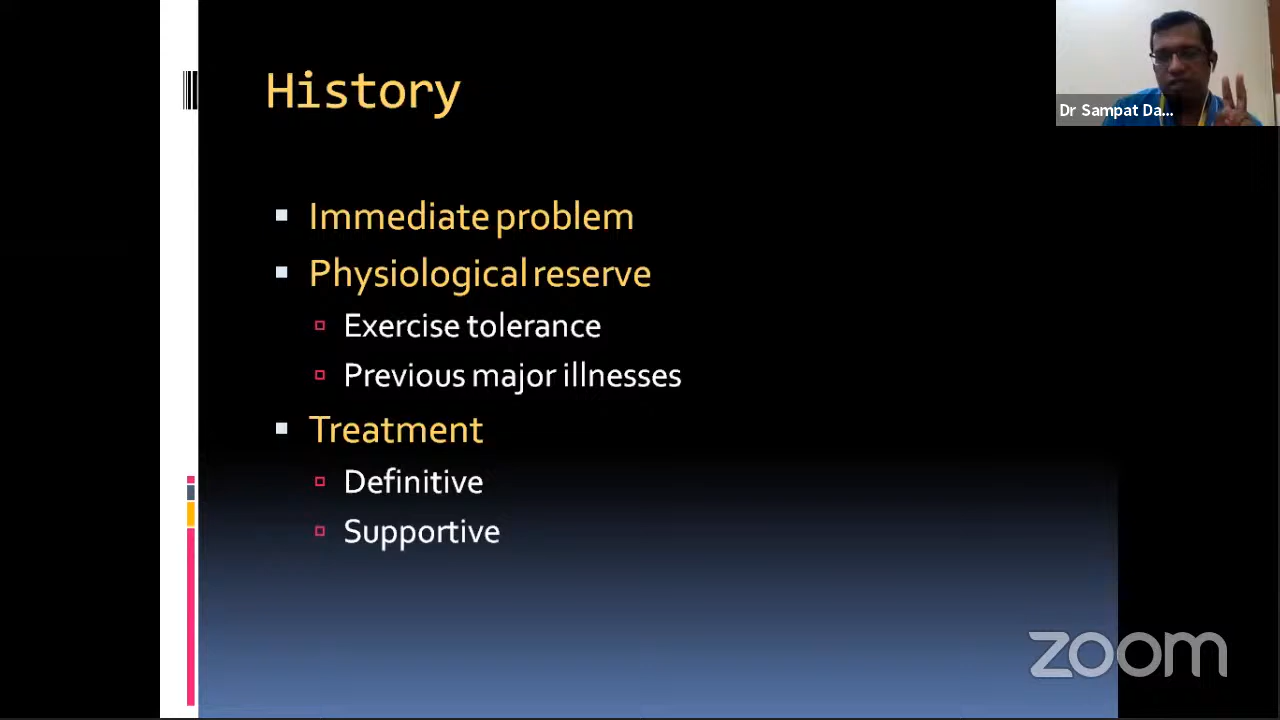 History
Dr Sampat Da...
Immediate problem
Physiological reserve
Exercise tolerance
Previous major illnesses
Treatment
Definitive
Supportive
zoom